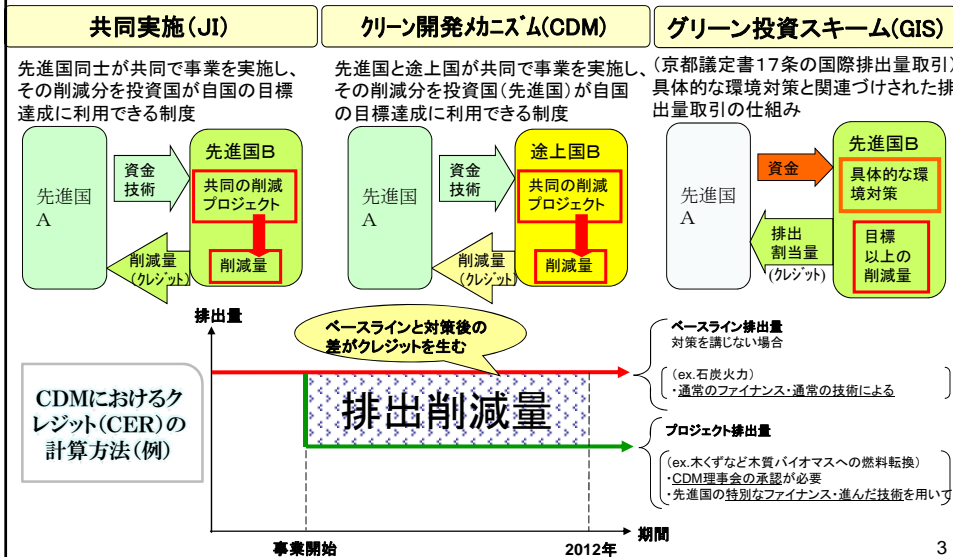 共同実施(JI)
クリーン開発メカニズム(CDM)
グリーン投資スキーム(GIS)
先進国同士が共同で事業を実施し、
その削減分を投資国が自国の目標
達成に利用できる制度
先進国と途上国が共同で事業を実施し、
その削減分を投資国(先進国)が自国
の目標達成に利用できる制度
(京都議定書17条の国際排出量取引)
具体的な環境対策と関連づけされた排
出量取引の仕組み
先進国
A
資金
技術
先進国B
共同の削減
プロジェクト
削減量
削減量
(クレジット)
先進国
A
資金
技術
途上国B
共同の削減
プロジェクト
削減量
削減量
(クレジット)
先進国
A
資金
先進国B
具体的な環
境対策
排出
割当量
(クレジット)
目標
以上の
削減量
排出量
ベースラインと対策後の
差がクレジットを生む
CDMにおけるク
レジット(CER)の
計算方法(例)
排出削減量
ベースライン排出量
対策を講じない場合
(ex.石炭火力)
・通常のファイナンス・通常の技術による
プロジェクト排出量
(ex.木くずなど木質バイオマスへの燃料転換)
・CDM理事会の承認が必要
・先進国の特別なファイナンス・進んだ技術を用いて
期間
事業開始
2012年
3